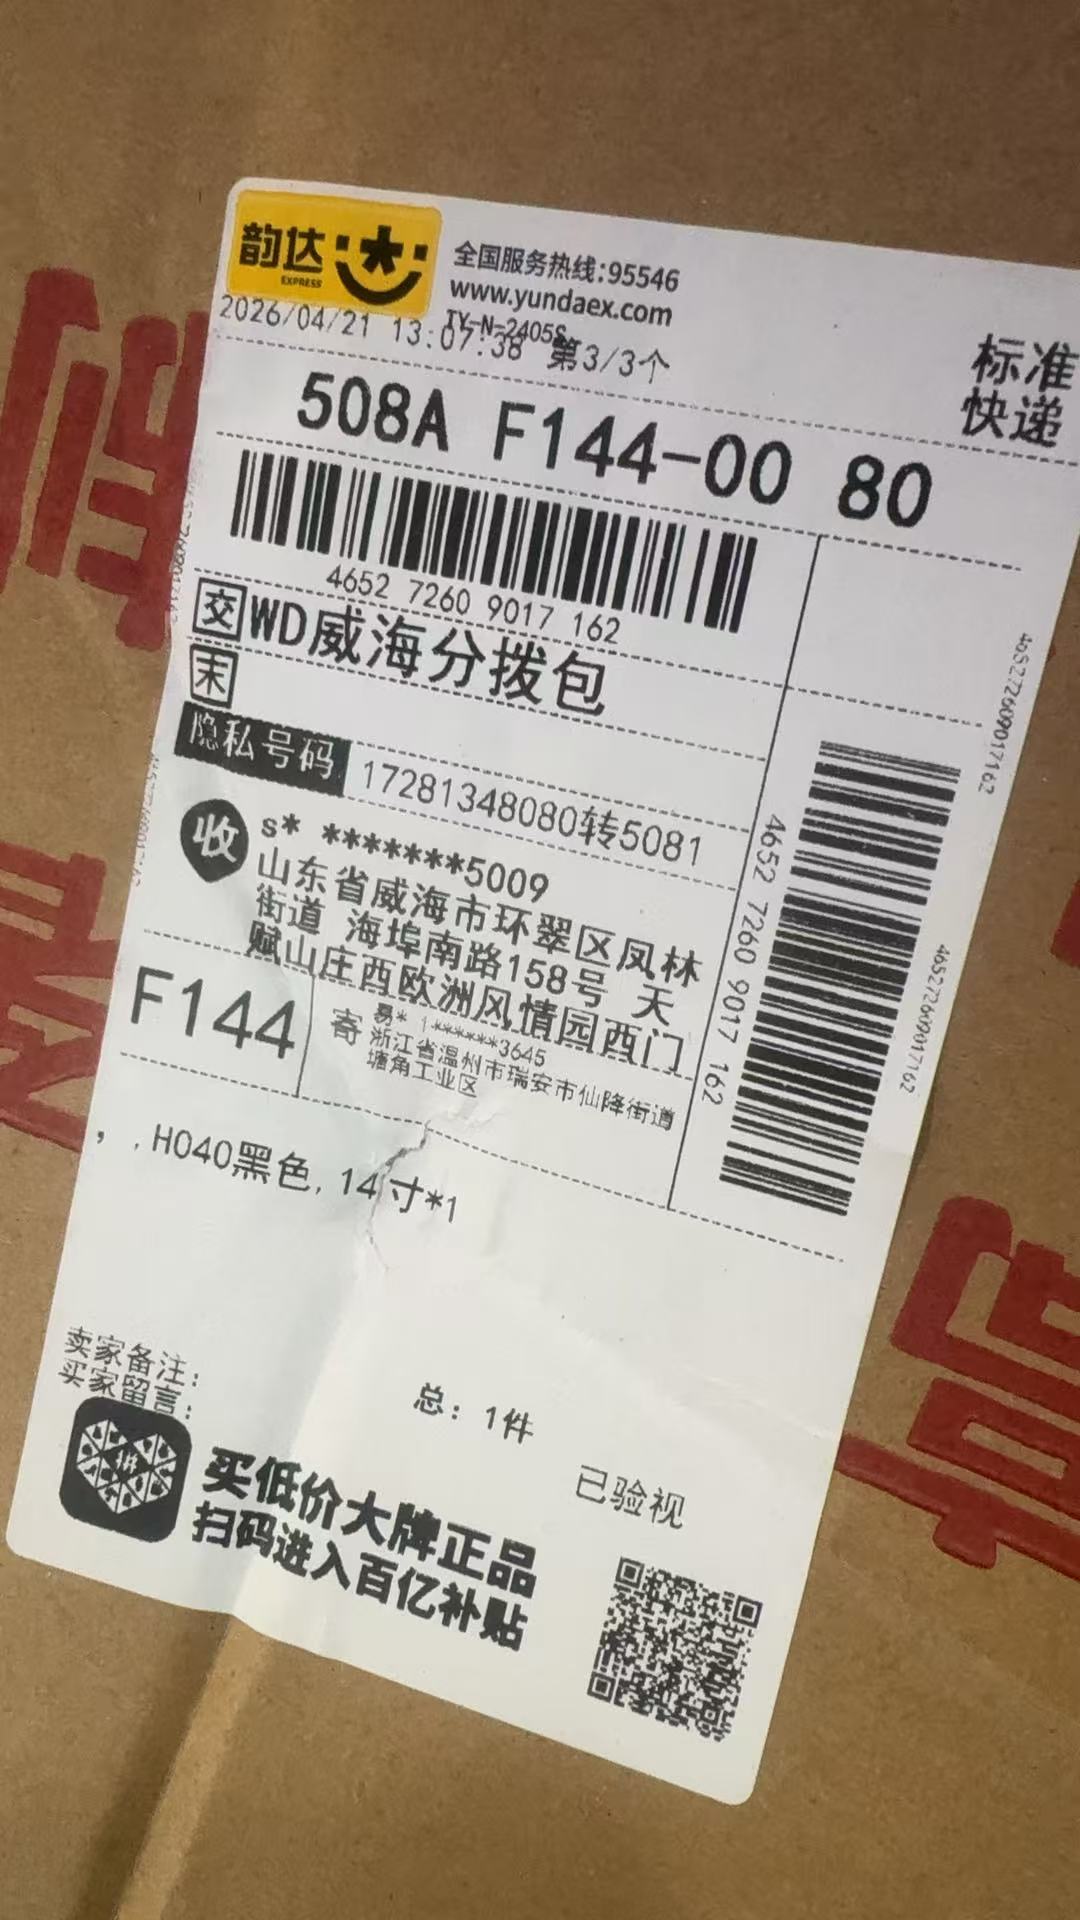 韵达
EXPRESS
全国服务热线:95546
www.yundaex.com
TY-N-2405S
2026/04/21 13:07:38 第3/3个
标准
快递
508A F144-00 80
4652 7260 9017 162
交 WD威海分拨包
末
隐私号码 17281348080转5081
收 s* *******5009
山东省威海市环翠区凤林
街道 海埠南路158号 天
赋山庄西欧洲风情园西门
F144
寄 易* 1******3645
浙江省温州市瑞安市仙降街道
塘角工业区
4652 7260 9017 162
465272609017162
465272609017162
, , H040黑色, 14寸*1
卖家备注:
买家留言:
总: 1件
已验视
买低价大牌正品
扫码进入百亿补贴